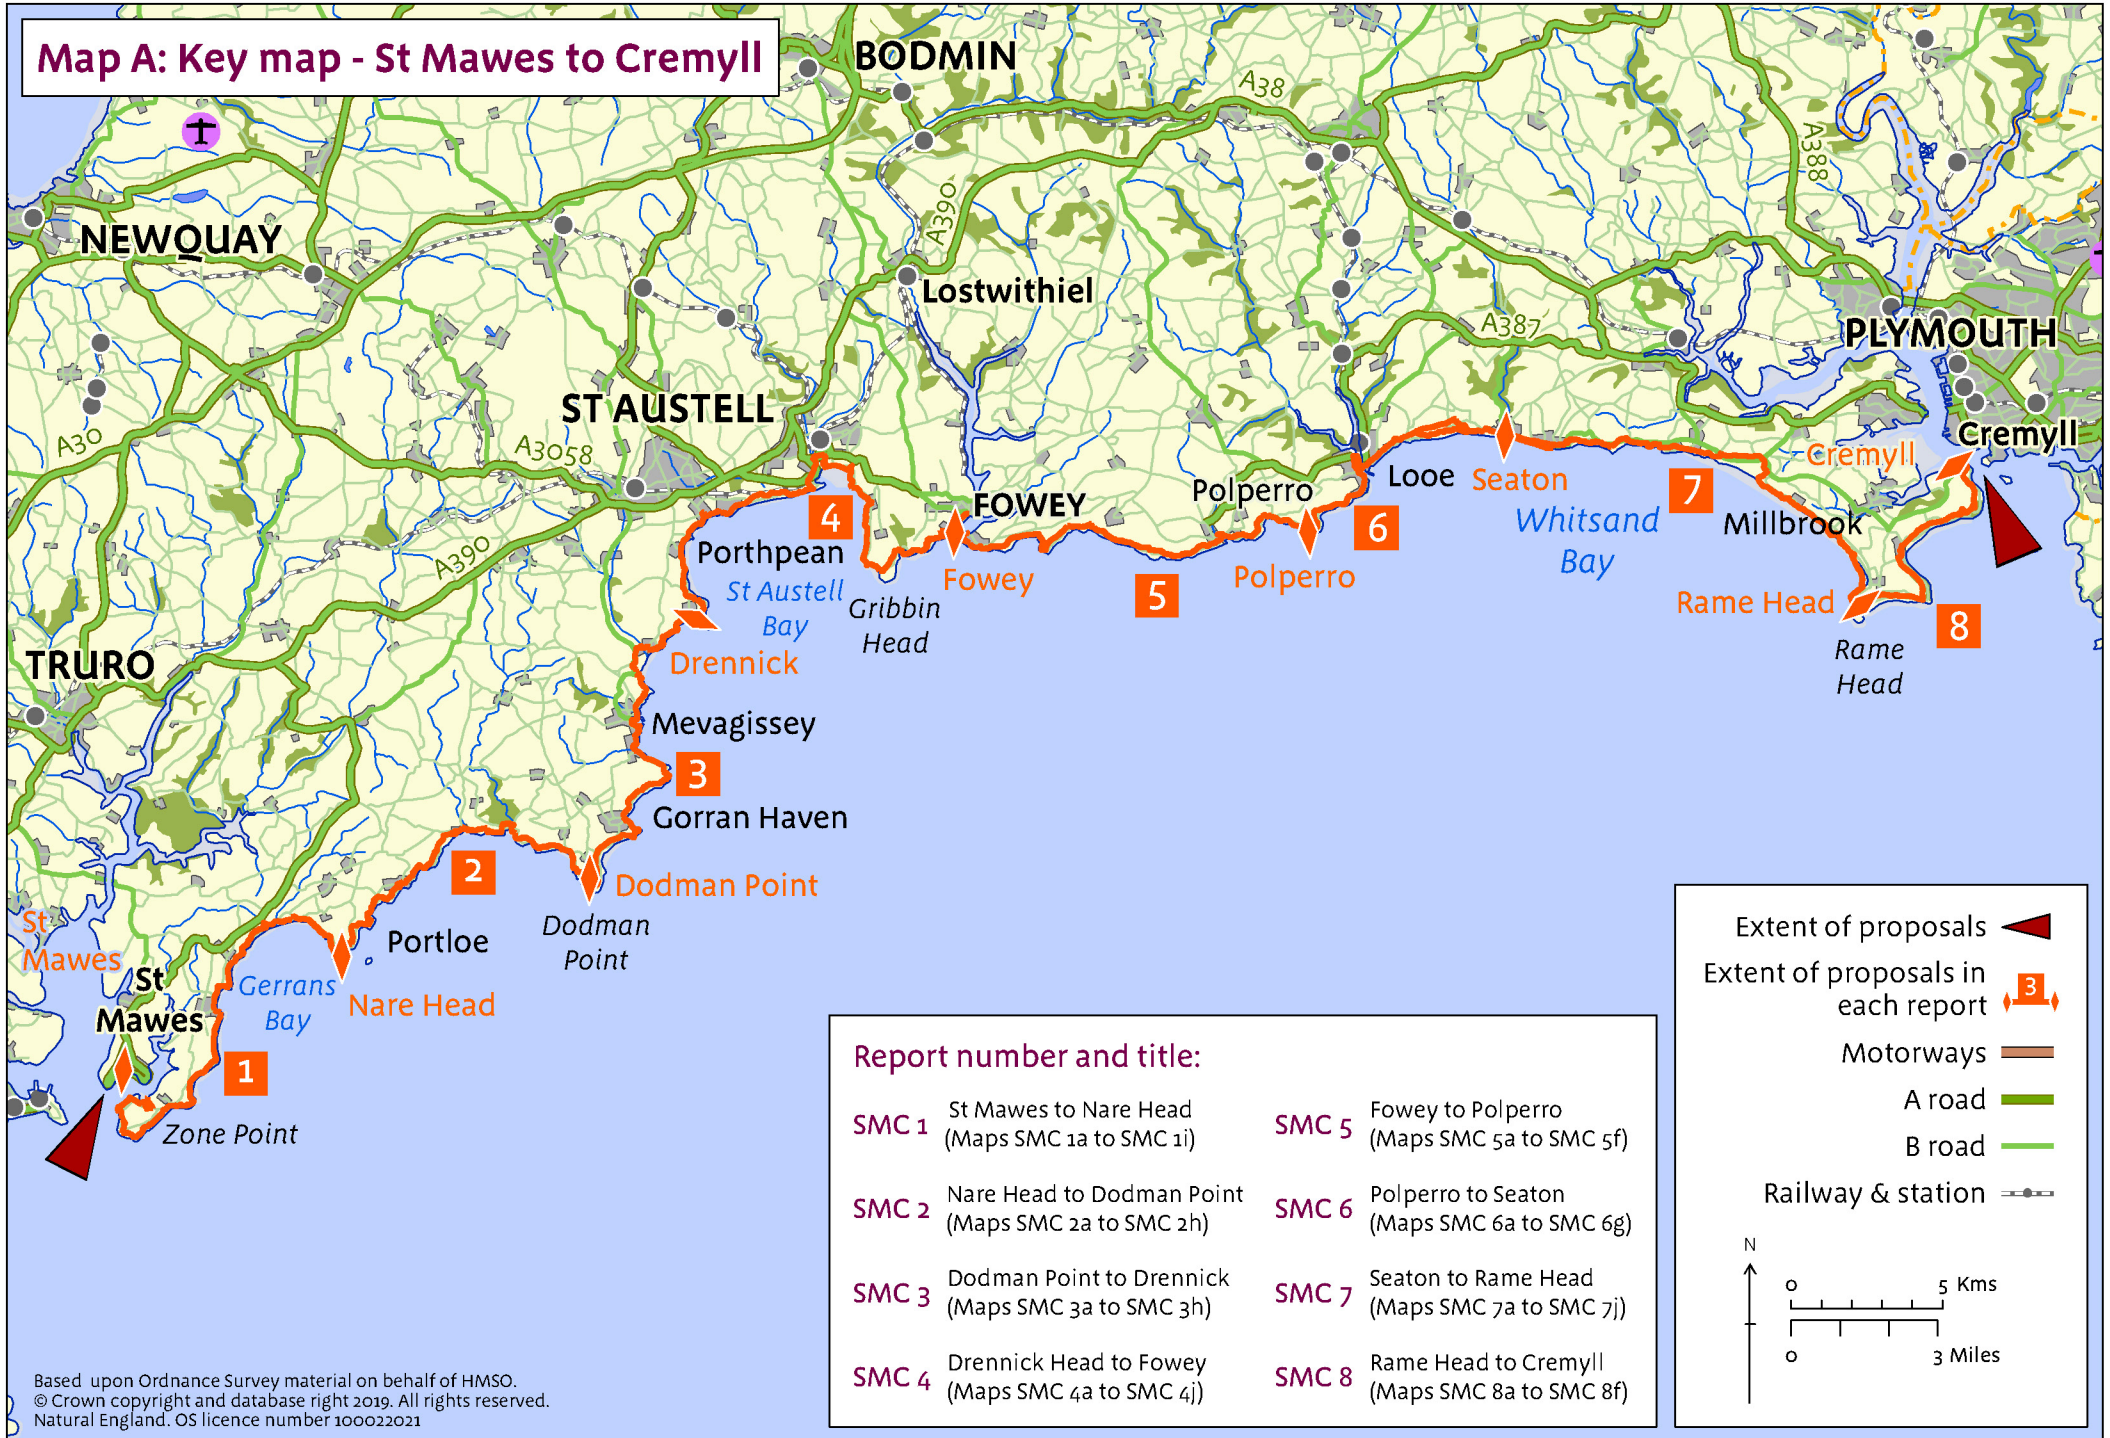 Map A: Key map - St Mawes to Cremyll
BODMIN
A38
A388
NEWQUAY
A390
Lostwithiel
A387
PLYMOUTH
ST AUSTELL
A30
A3058
Cremyll
Cremyll
Looe
Seaton
Polperro
FOWEY
4
7
6
Whitsand
Bay
Millbrook
A390
Porthpean
St Austell
Bay
Gribbin
Head
Fowey
5
Polperro
Rame Head
8
Rame
Head
TRURO
Drennick
Mevagissey
3
Gorran Haven
2
Dodman Point
Dodman
Point
Portloe
St
Mawes
St
Mawes
Gerrans
Bay
Nare Head
1
Zone Point
Extent of proposals
Extent of proposals in
each report
3
Motorways
A road
B road
Railway & station
N
0 5 Kms
0 3 Miles
Report number and title:
SMC 1
St Mawes to Nare Head
(Maps SMC 1a to SMC 1i)
SMC 2
Nare Head to Dodman Point
(Maps SMC 2a to SMC 2h)
SMC 3
Dodman Point to Drennick
(Maps SMC 3a to SMC 3h)
SMC 4
Drennick Head to Fowey
(Maps SMC 4a to SMC 4j)
SMC 5
Fowey to Polperro
(Maps SMC 5a to SMC 5f)
SMC 6
Polperro to Seaton
(Maps SMC 6a to SMC 6g)
SMC 7
Seaton to Rame Head
(Maps SMC 7a to SMC 7j)
SMC 8
Rame Head to Cremyll
(Maps SMC 8a to SMC 8f)
Based upon Ordnance Survey material on behalf of HMSO.
© Crown copyright and database right 2019. All rights reserved.
Natural England. OS licence number 100022021